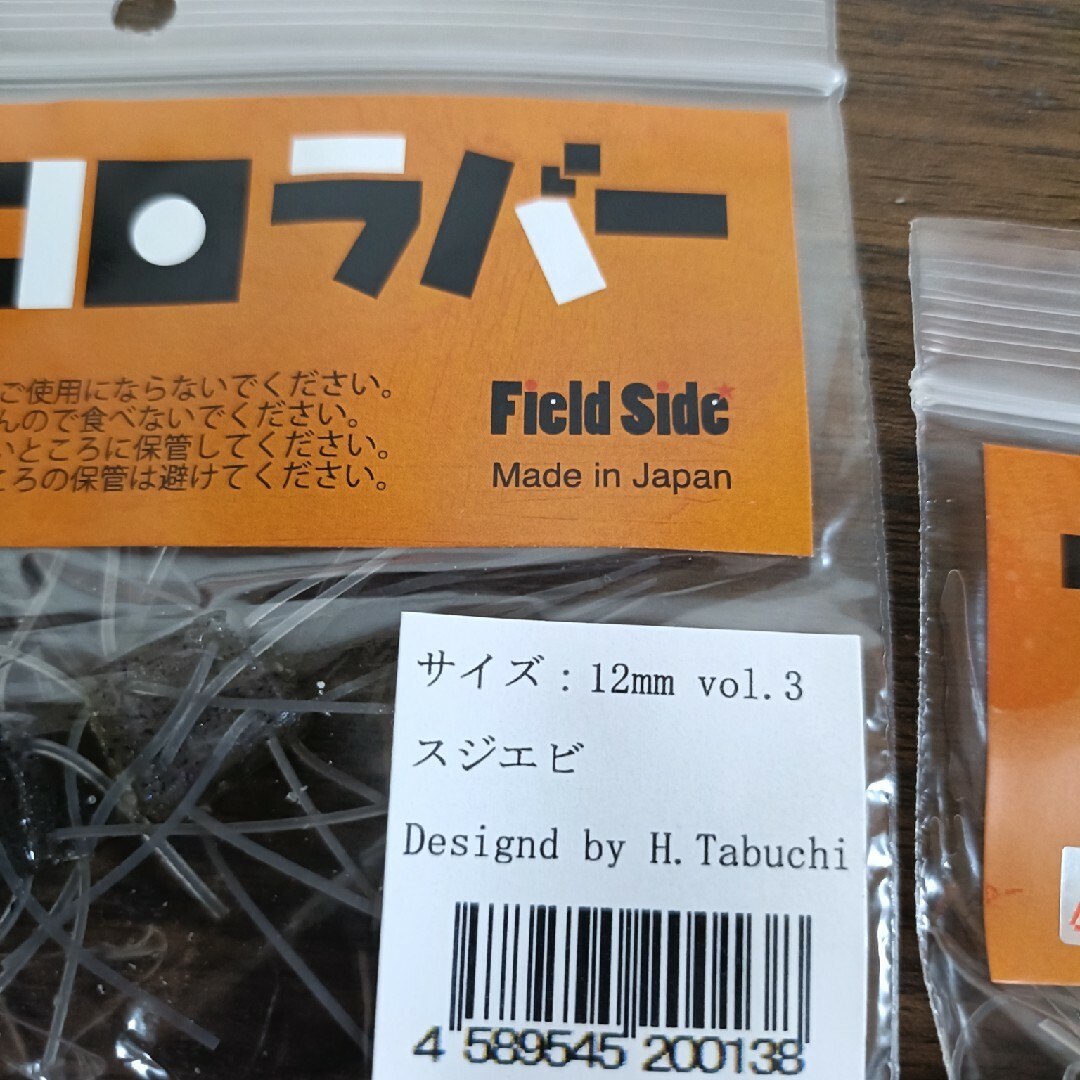 コロラバー
ご使用にならないでください。
んので食べないでください。
いところに保管してください。
ころの保管は避けてください。
Field Side
Made in Japan
サイズ：12mm vol.3
スジエビ
Designd by H.Tabuchi
4 589545 200138